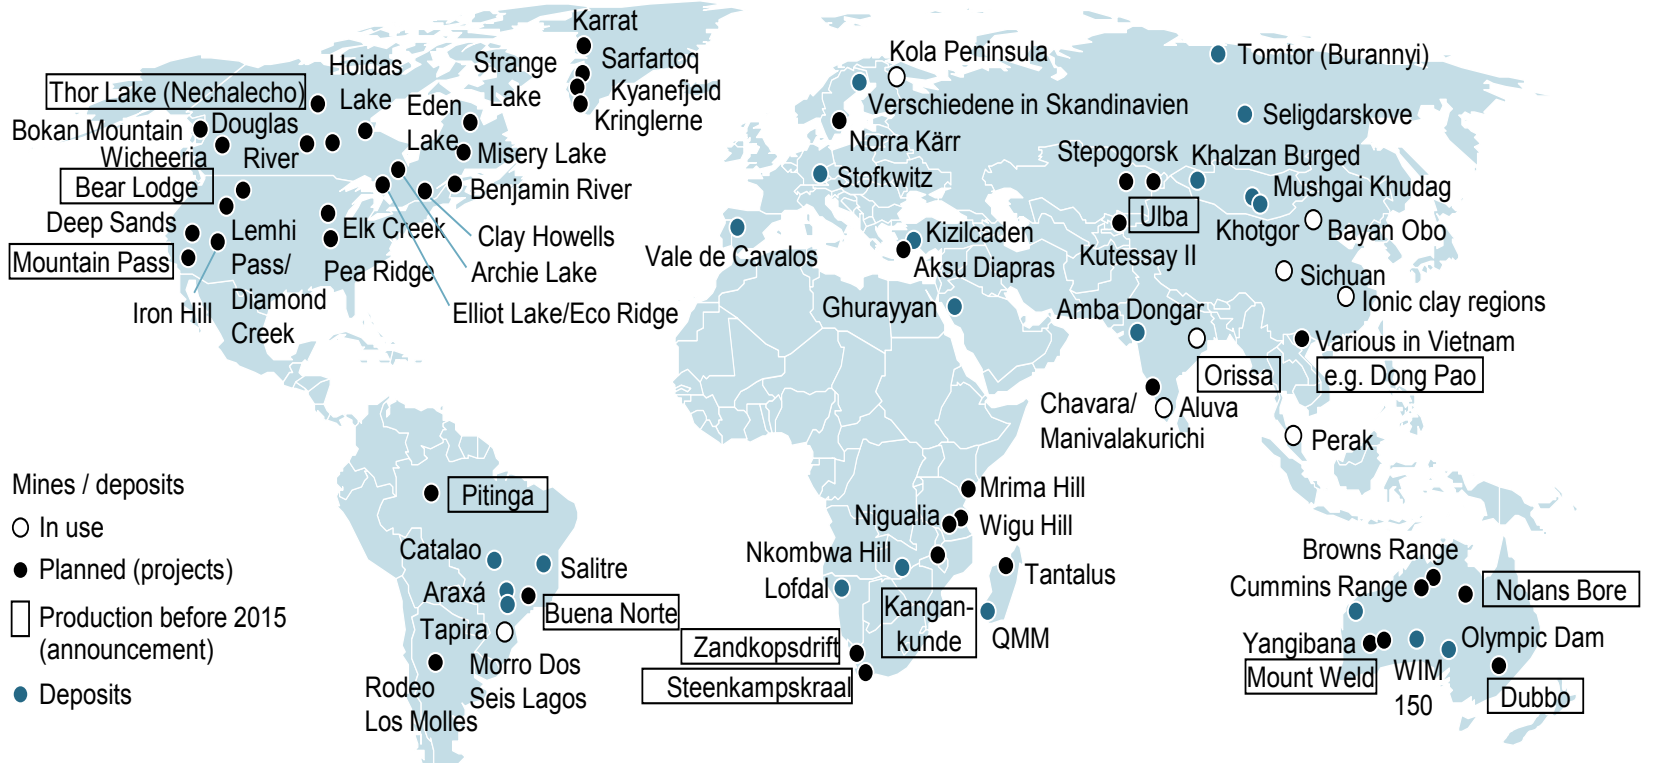 Karrat
Sarfartoq
Strange
Lake
Kyanefjeld
Kringlerne
Hoidas
Lake
Thor Lake (Nechalecho)
Eden
Lake
Bokan Mountain
Douglas
River
Wicheeria
Misery Lake
Bear Lodge
Benjamin River
Deep Sands
Lemhi
Pass/
Diamond
Creek
Elk Creek
Clay Howells
Mountain Pass
Pea Ridge
Archie Lake
Iron Hill
Elliot Lake/Eco Ridge
Kola Peninsula
Tomtor (Burannyi)
Verschiedene in Skandinavien
Seligdarskove
Norra Kärr
Stepogorsk
Khalzan Burged
Stofkwitz
Mushgai Khudag
Ulba
Kizilcaden
Khotgor
Bayan Obo
Vale de Cavalos
Aksu Diapras
Kutessay II
Sichuan
Ghurayyan
Amba Dongar
Ionic clay regions
Various in Vietnam
Orissa
e.g. Dong Pao
Chavara/
Manivalakurichi
Aluva
Perak
Mines / deposits
In use
Planned (projects)
Production before 2015
(announcement)
Deposits
Pitinga
Catalao
Salitre
Araxá
Buena Norte
Tapira
Morro Dos
Seis Lagos
Rodeo
Los Molles
Mrima Hill
Nigualia
Wigu Hill
Nkombwa Hill
Lofdal
Tantalus
Kangan-
kunde
QMM
Zandkopsdrift
Steenkampskraal
Browns Range
Cummins Range
Nolans Bore
Yangibana
Olympic Dam
Mount Weld
WIM
150
Dubbo